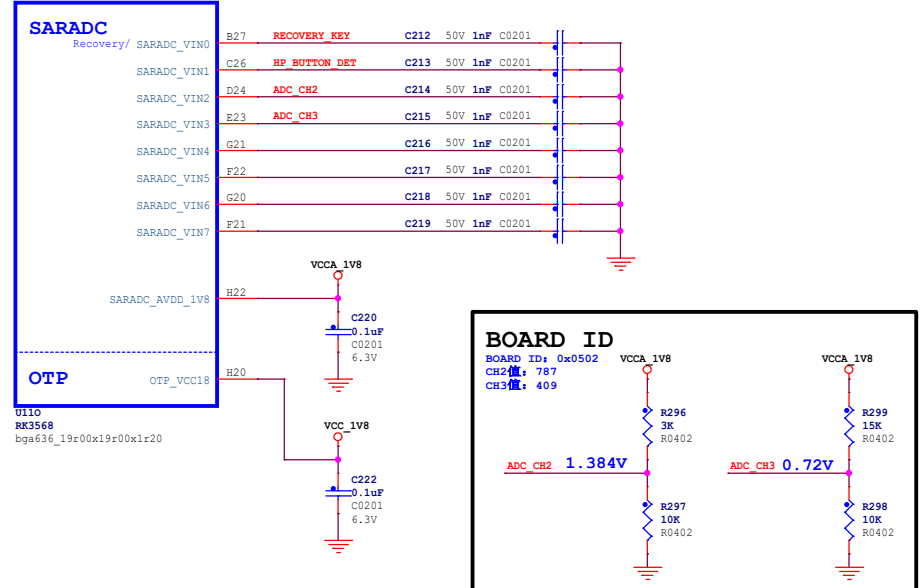 SARADC
Recovery/ SARADC_VIN0 B27 RECOVERY_KEY C212 50V 1nF C0201
SARADC_VIN1 C26 HP_BUTTON_DET C213 50V 1nF C0201
SARADC_VIN2 D24 ADC_CH2 C214 50V 1nF C0201
SARADC_VIN3 E23 ADC_CH3 C215 50V 1nF C0201
SARADC_VIN4 G21 C216 50V 1nF C0201
SARADC_VIN5 F22 C217 50V 1nF C0201
SARADC_VIN6 G20 C218 50V 1nF C0201
SARADC_VIN7 F21 C219 50V 1nF C0201
VCCA_1V8
SARADC_AVDD_1V8 H22
C220
0.1uF
C0201
6.3V
OTP OTP_VCC18 H20
U11O
RK3568
bga636_19r00x19r00x1r20
VCC_1V8
C222
0.1uF
C0201
6.3V
BOARD ID
BOARD ID: 0x0502
CH2值: 787
CH3值: 409
VCCA_1V8
R296
3K
R0402
ADC_CH2 1.384V
R297
10K
R0402
VCCA_1V8
R299
15K
R0402
ADC_CH3 0.72V
R298
10K
R0402